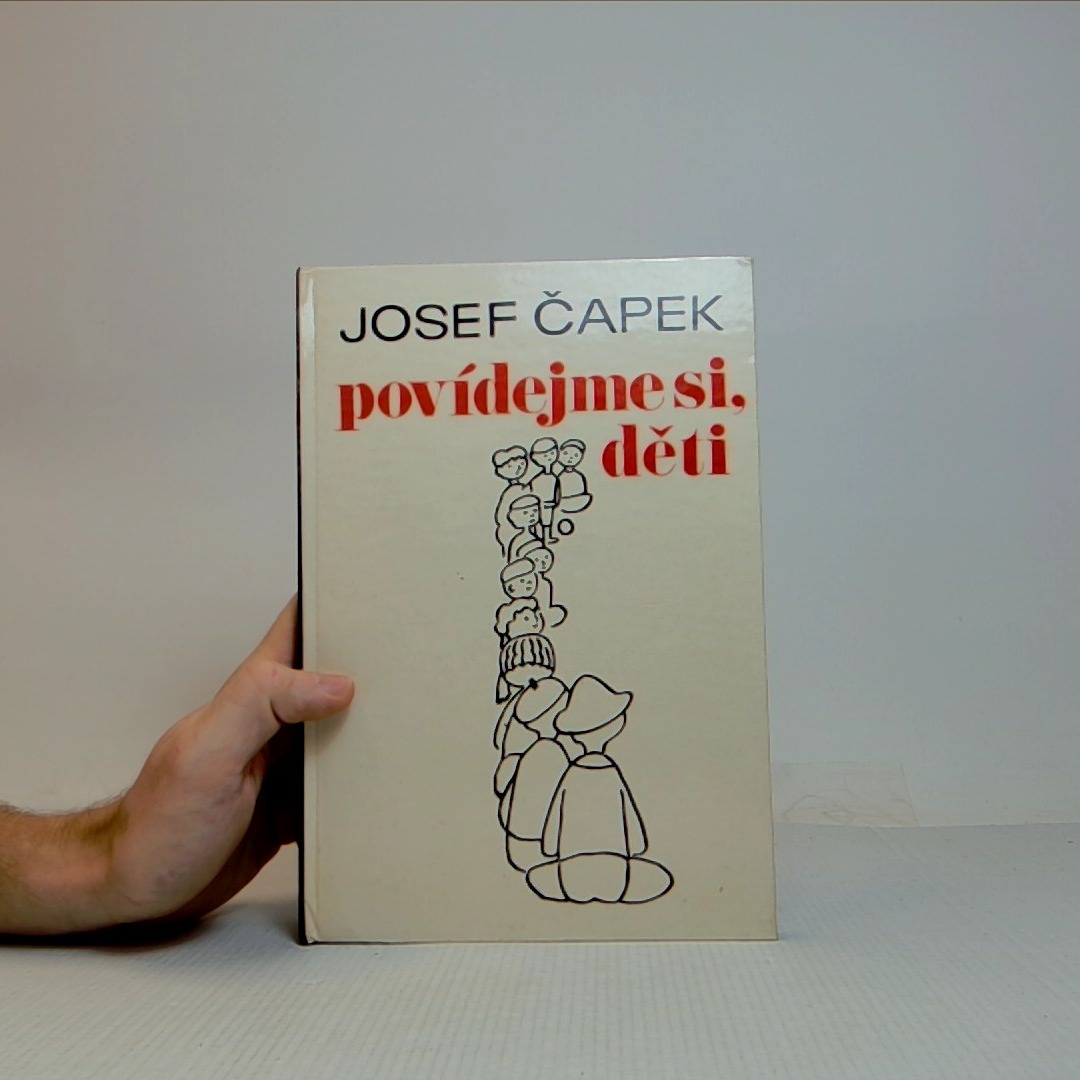 JOSEF ČAPEK
povídejme si,
děti